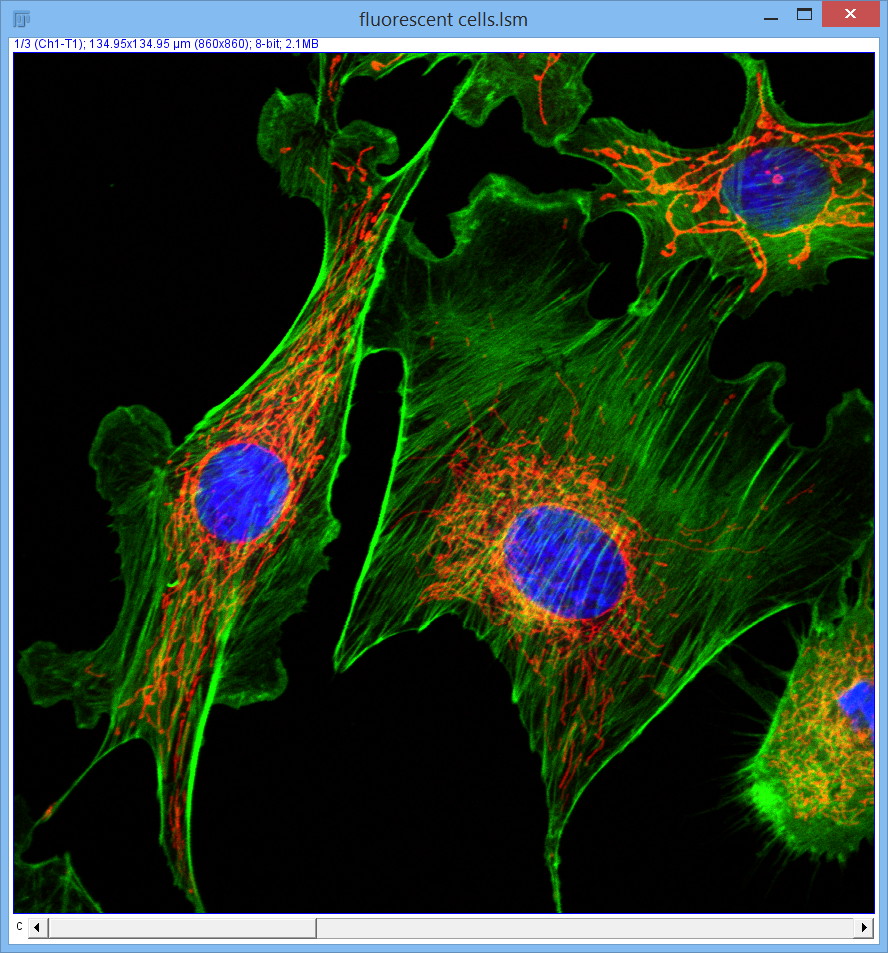 fluorescent cells.lsm
1/3 (Ch1-T1); 134.95x134.95 µm (860x860); 8-bit; 2.1MB
c